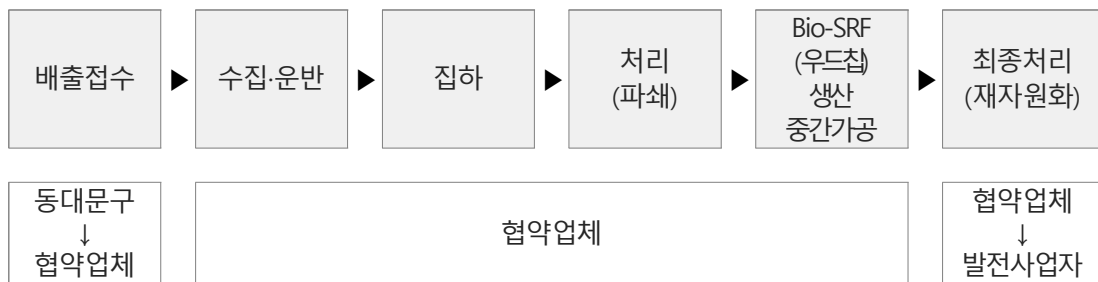 배출접수 ▶ 수집·운반 ▶ 집하 ▶ 처리 ▶ Bio-SRF ▶ 최종처리
(파쇄) (우드칩) (재자원화)
생산
중간가공
동대문구
↓
협약업체
협약업체
협약업체
↓
발전사업자